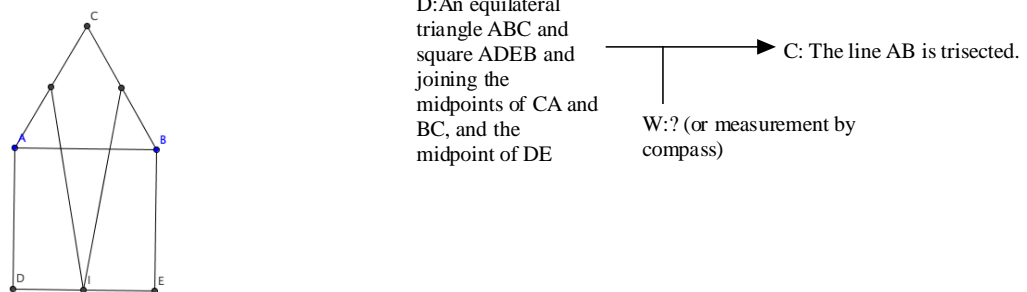 C
A
B
D
I
E
D:An equilateral
triangle ABC and
square ADEB and
joining the
midpoints of CA and
BC, and the
midpoint of DE
C: The line AB is trisected.
W:? (or measurement by
compass)